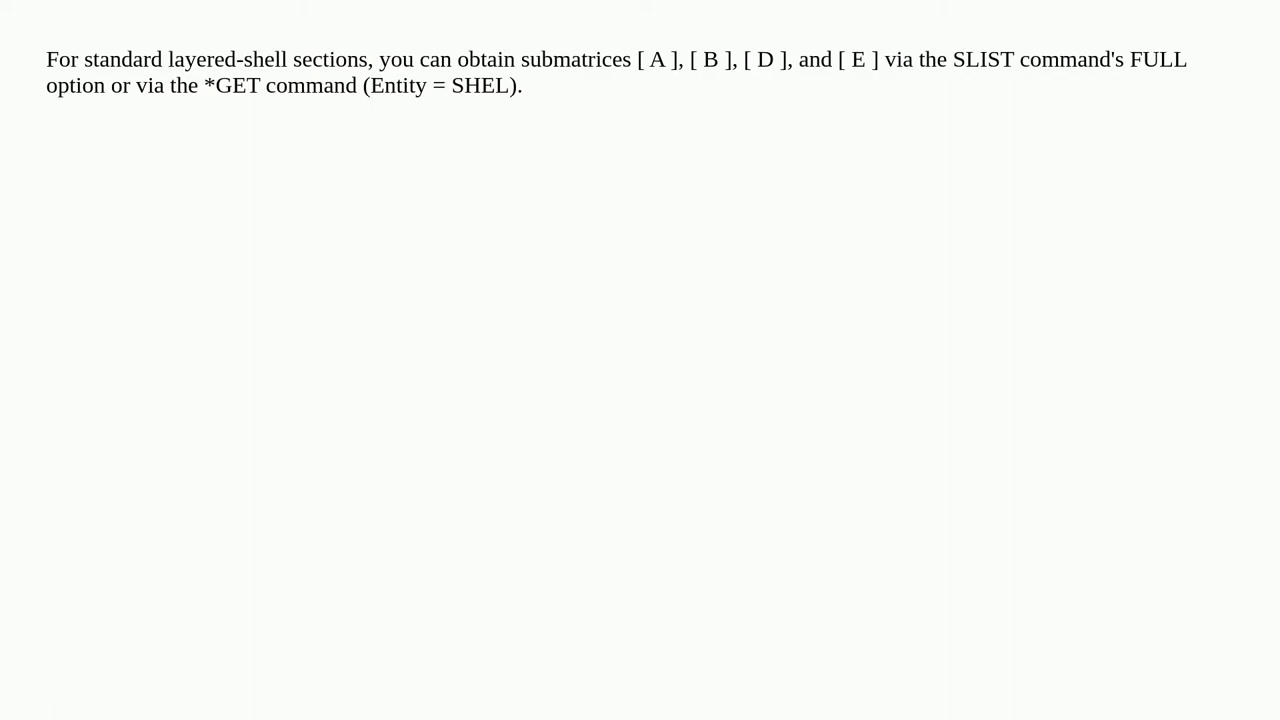 For standard layered-shell sections, you can obtain submatrices [ A ], [ B ], [ D ], and [ E ] via the SLIST command's FULL
option or via the *GET command (Entity = SHEL).